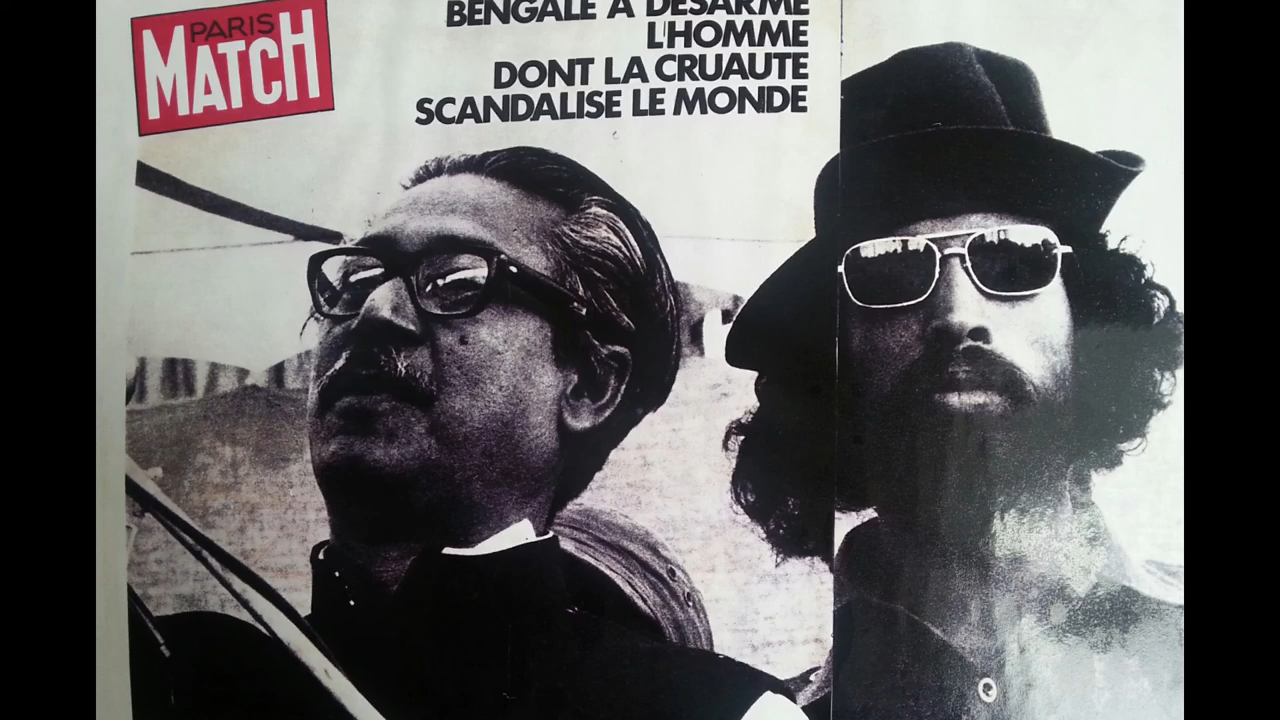 PARIS
MATCH
BENGALE A DESARME
L'HOMME
DONT LA CRUAUTE
SCANDALISE LE MONDE